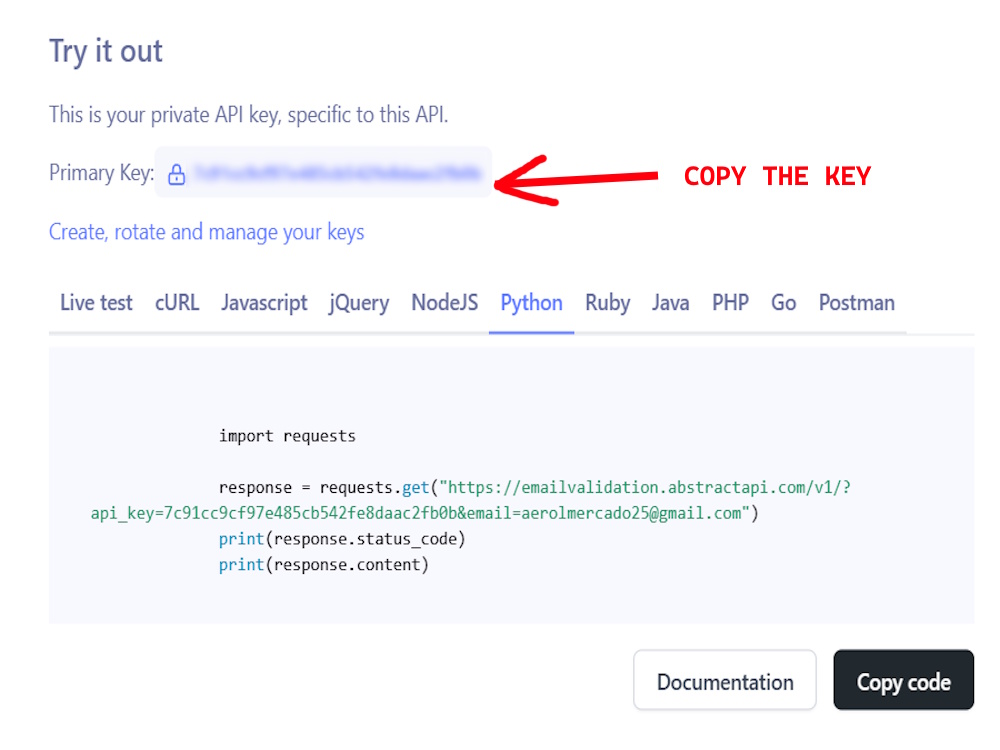 Try it out
This is your private API key, specific to this API.
Primary Key:
COPY THE KEY
Create, rotate and manage your keys
Live test cURL Javascript jQuery NodeJS Python Ruby Java PHP Go Postman
import requests
response = requests.get("https://emailvalidation.abstractapi.com/v1/?
api_key=7c91cc9cf97e485cb542fe8daac2fb0b&email=aerolmercado25@gmail.com")
print(response.status_code)
print(response.content)
Documentation
Copy code